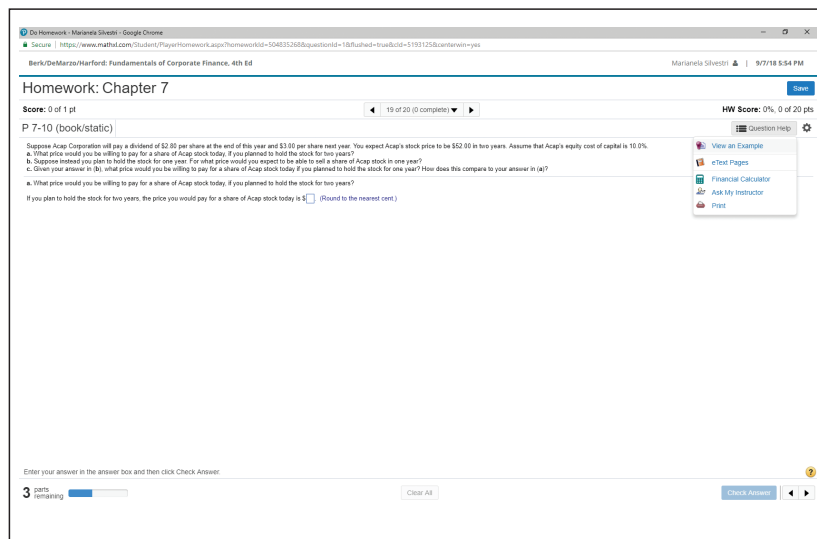 Do Homework - Marianela Silvestri - Google Chrome
Secure | https://www.mathxl.com/Student/PlayerHomework.aspx?homeworkId=504835268&questionId=1&flushed=true&cId=5193125&centerwin=yes
Berk/DeMarzo/Harford: Fundamentals of Corporate Finance, 4th Ed
Marianela Silvestri | 9/7/18 5:54 PM
Homework: Chapter 7
Save
Score: 0 of 1 pt
19 of 20 (0 complete)
HW Score: 0%, 0 of 20 pts
P 7-10 (book/static)
Question Help
Suppose Acap Corporation will pay a dividend of $2.80 per share at the end of this year and $3.00 per share next year. You expect Acap's stock price to be $52.00 in two years. Assume that Acap's equity cost of capital is 10.0%.
a. What price would you be willing to pay for a share of Acap stock today, if you planned to hold the stock for two years?
b. Suppose instead you plan to hold the stock for one year. For what price would you expect to be able to sell a share of Acap stock in one year?
c. Given your answer in (b), what price would you be willing to pay for a share of Acap stock today if you planned to hold the stock for one year? How does this compare to your answer in (a)?
View an Example
eText Pages
Financial Calculator
Ask My Instructor
Print
a. What price would you be willing to pay for a share of Acap stock today, if you planned to hold the stock for two years?
If you plan to hold the stock for two years, the price you would pay for a share of Acap stock today is $ . (Round to the nearest cent.)
Enter your answer in the answer box and then click Check Answer.
?
3 parts remaining
Clear All
Check Answer